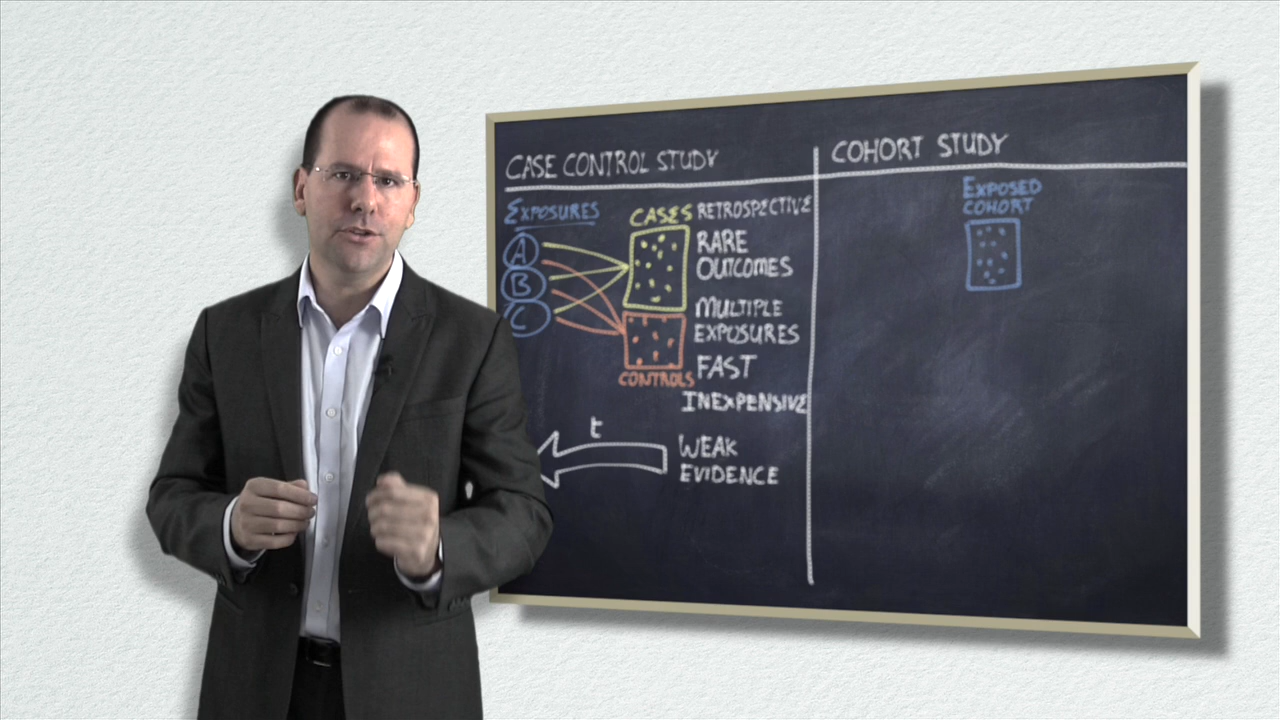 CASE CONTROL STUDY
EXPOSURES
A
B
C
CASES
CONTROLS
RETROSPECTIVE
RARE
OUTCOMES
MULTIPLE
EXPOSURES
FAST
INEXPENSIVE
t
WEAK
EVIDENCE
COHORT STUDY
EXPOSED
COHORT